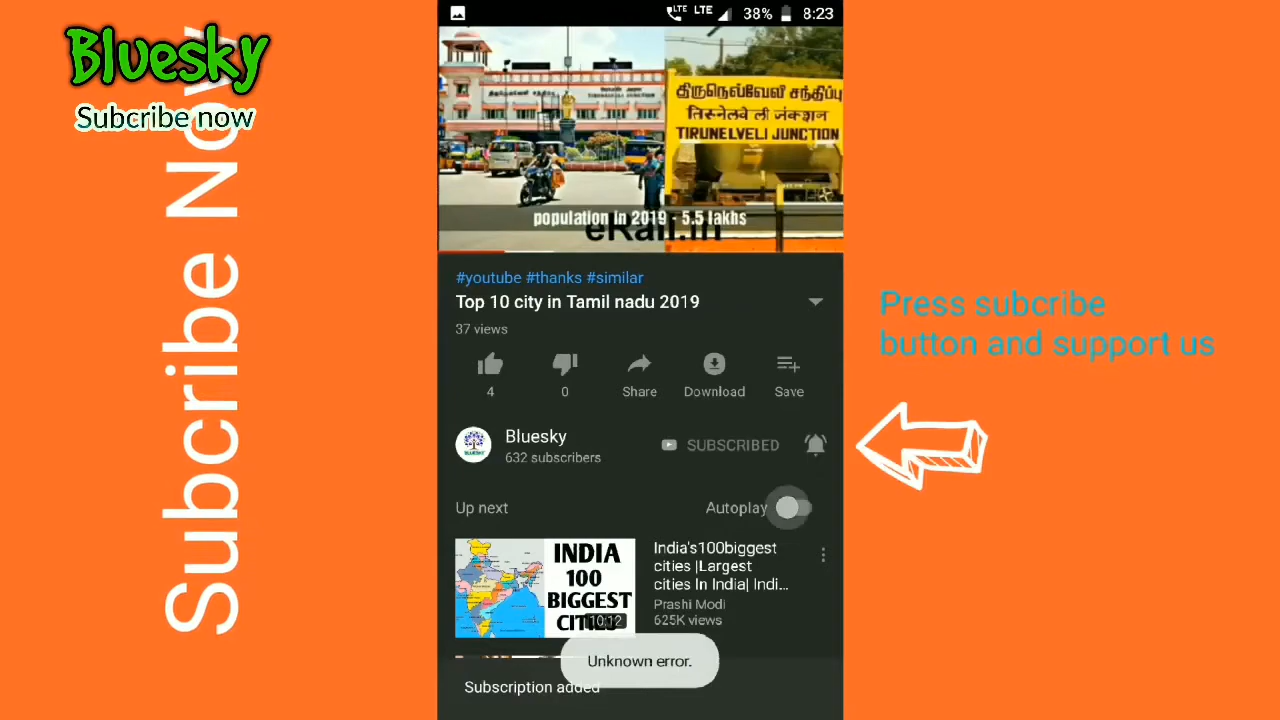 Bluesky
Subcribe now
Subcribe Now
LTE LTE 38% 8:23
திருநெல்வேலி சந்திப்பு
तिरुनेलवेली जंक्शन
TIRUNELVELI JUNCTION
population in 2019 - 5.5 lakhs
eRail.in
#youtube #thanks #similar
Top 10 city in Tamil nadu 2019
37 views
4 0 Share Download Save
Bluesky
632 subscribers
SUBSCRIBED
Press subcribe
button and support us
Up next
Autoplay
INDIA
100
BIGGEST
CITIES
10:12
India's100biggest
cities |Largest
cities In India| Indi...
Prashi Modi
625K views
Unknown error.
Subscription added